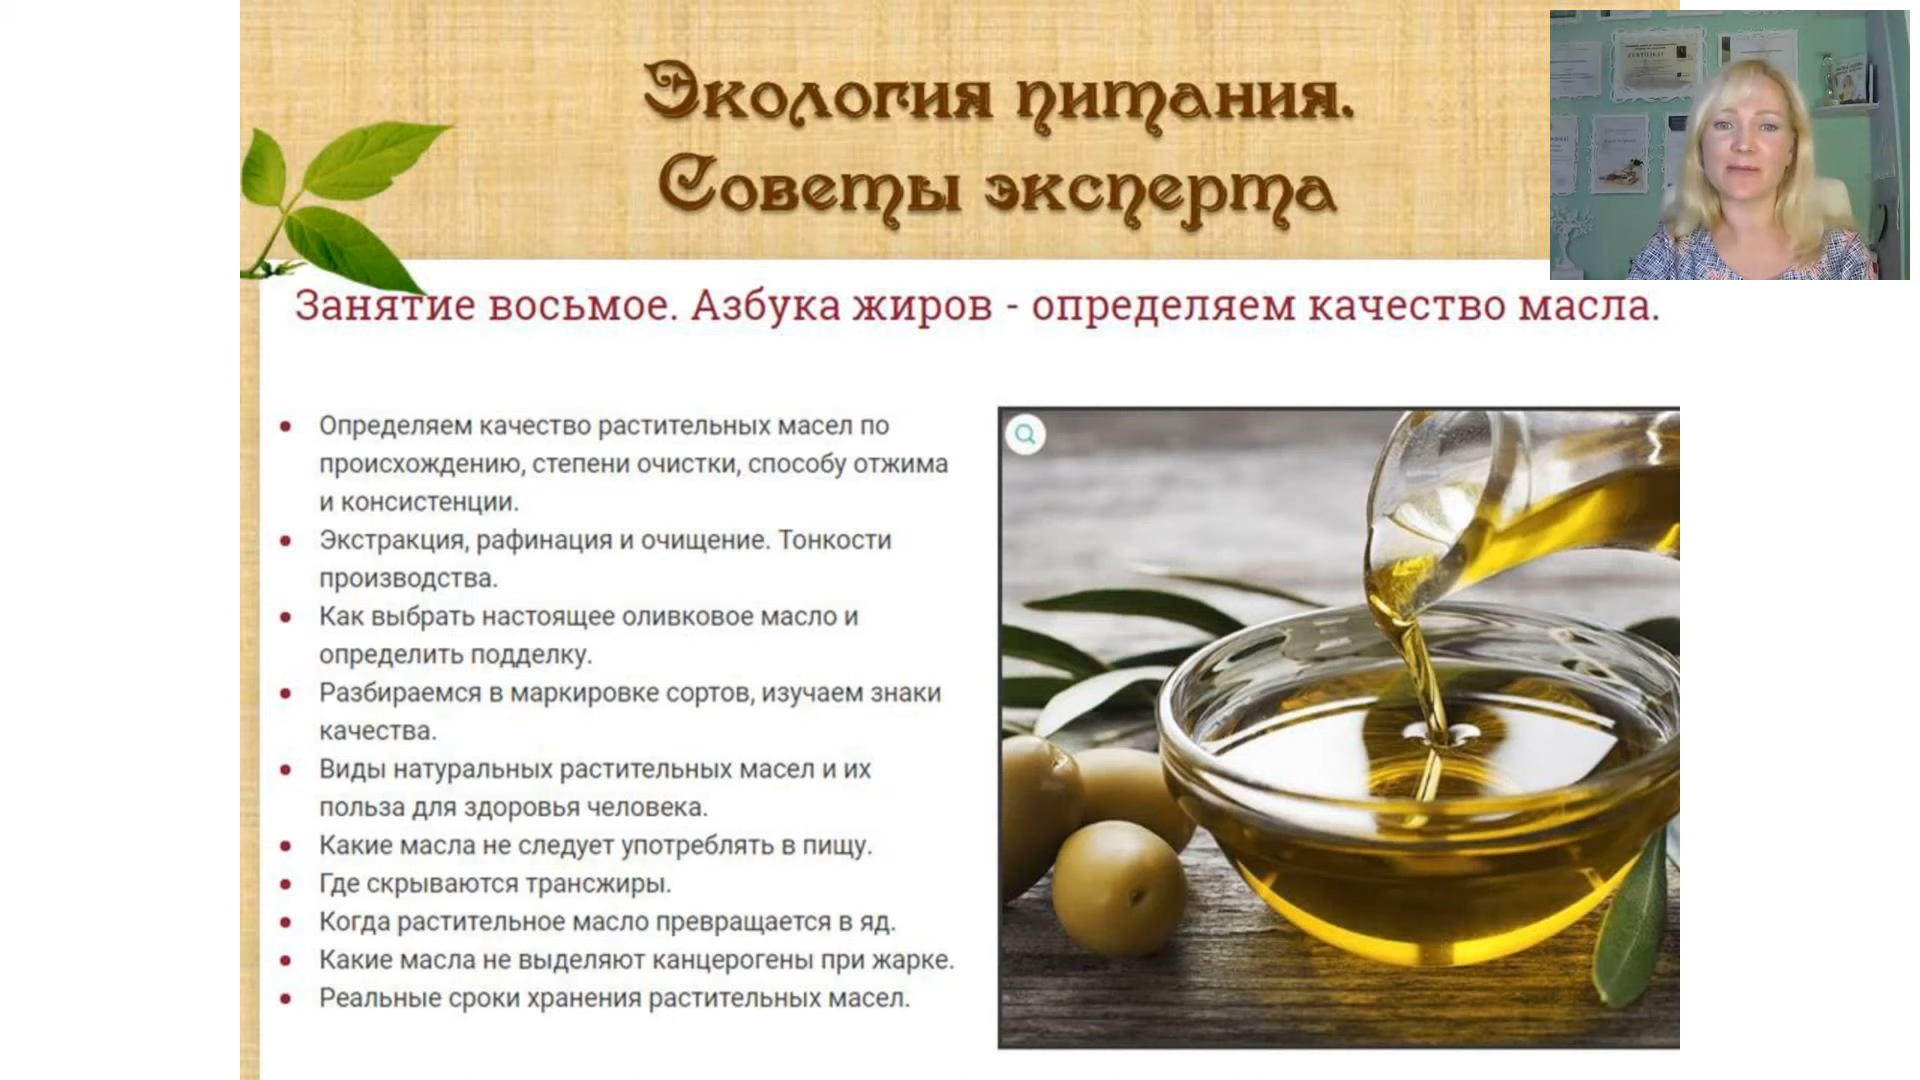 Экология питания.
Советы эксперта
СЕРТИФИКАТ
Занятие восьмое. Азбука жиров - определяем качество масла.
Определяем качество растительных масел по
происхождению, степени очистки, способу отжима
и консистенции.
Экстракция, рафинация и очищение. Тонкости
производства.
Как выбрать настоящее оливковое масло и
определить подделку.
Разбираемся в маркировке сортов, изучаем знаки
качества.
Виды натуральных растительных масел и их
польза для здоровья человека.
Какие масла не следует употреблять в пищу.
Где скрываются трансжиры.
Когда растительное масло превращается в яд.
Какие масла не выделяют канцерогены при жарке.
Реальные сроки хранения растительных масел.